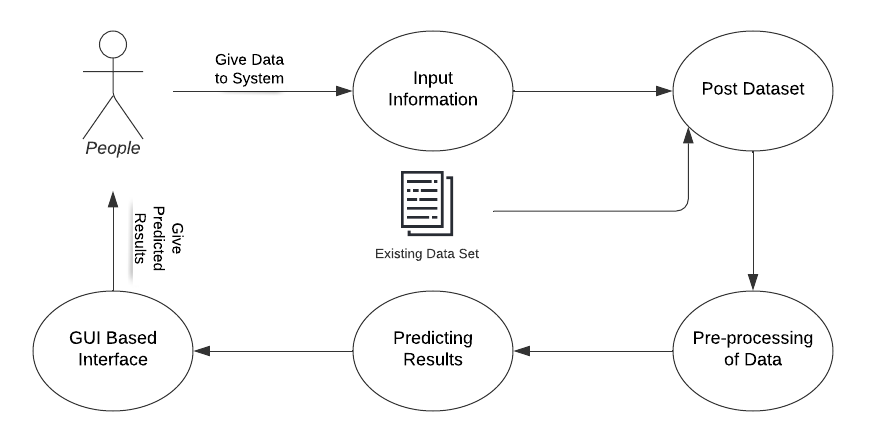 Give Data
to System
Input
Information
Post Dataset
People
Existing Data Set
Give
Predicted
Results
GUI Based
Interface
Predicting
Results
Pre-processing
of Data